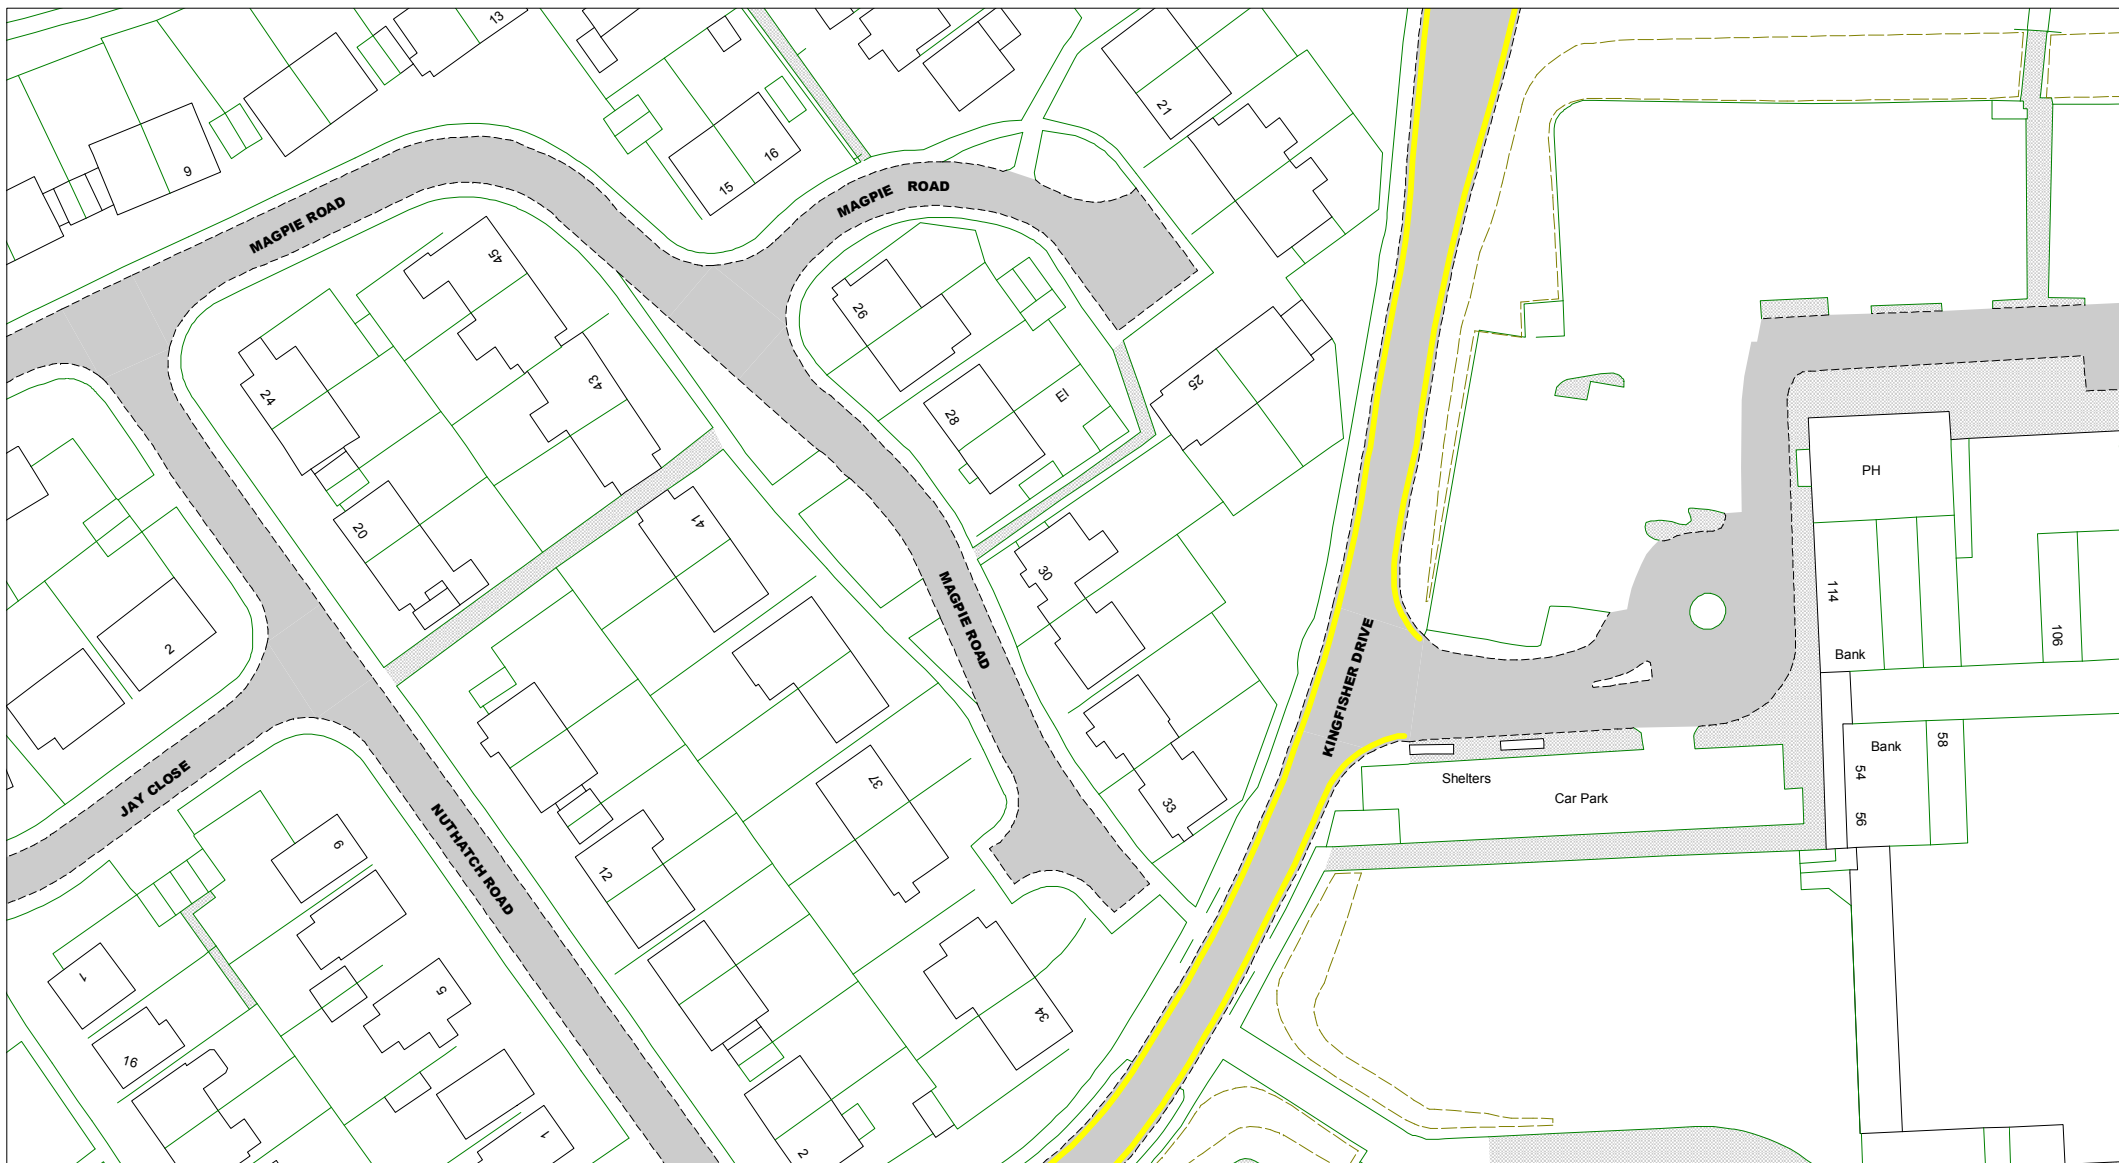 13
9
21
15
16
MAGPIE ROAD
MAGPIE ROAD
45
26
24
43
25
28
El
20
41
30
PH
114
106
Bank
2
MAGPIE ROAD
KINGFISHER DRIVE
58
Bank
54
56
Shelters
Car Park
JAY CLOSE
NUTHATCH ROAD
37
33
6
12
1
5
34
16
1
2